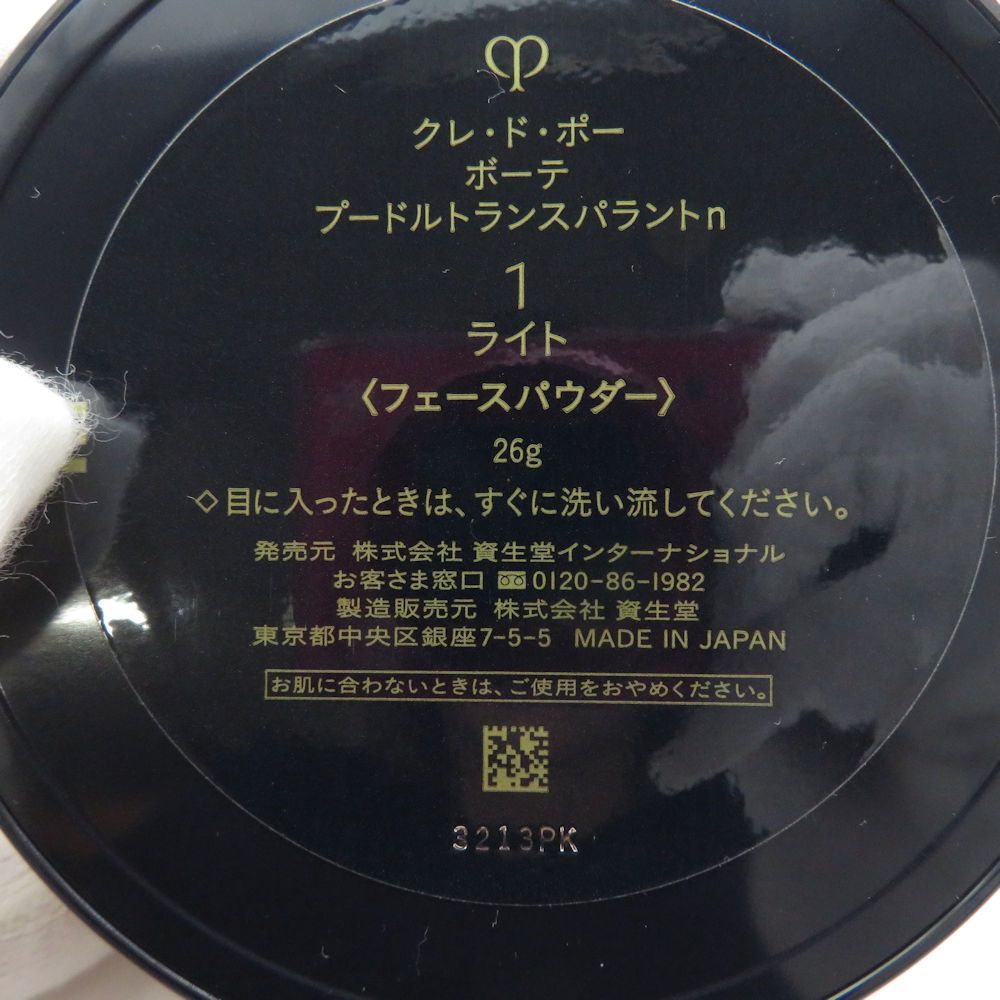 クレ・ド・ポー
ボーテ
プードルトランスパラントn
1
ライト
〈フェースパウダー〉
26g
◇目に入ったときは、すぐに洗い流してください。
発売元 株式会社 資生堂インターナショナル
お客さま窓口 0120-86-1982
製造販売元 株式会社 資生堂
東京都中央区銀座7-5-5 MADE IN JAPAN
お肌に合わないときは、ご使用をおやめください。
3213PK